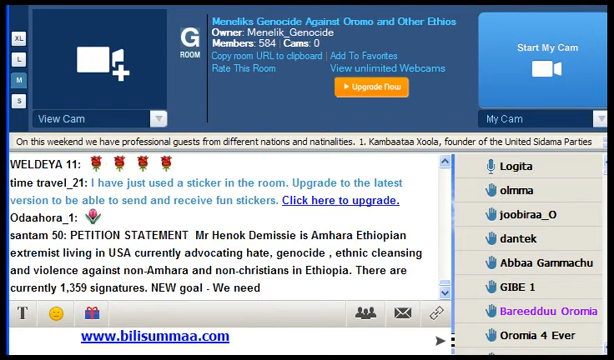 XL
L
M
S
View Cam
G
ROOM
Meneliks Genocide Against Oromo and Other Ethios
Owner: Menelik_Genocide
Members: 584 | Cams: 0
Copy room URL to clipboard | Add To Favorites
Rate This Room View unlimited Webcams
Upgrade Now
Start My Cam
My Cam
On this weekend we have professional guests from different nations and natinalities. 1. Kambaataa Xoola, founder of the United Sidama Parties
WELDEYA 11:
time travel_21: I have just used a sticker in the room. Upgrade to the latest
version to be able to send and receive fun stickers. Click here to upgrade.
Odaahora_1:
santam 50: PETITION STATEMENT Mr Henok Demissie is Amhara Ethiopian
extremist living in USA currently advocating hate, genocide , ethnic cleansing
and violence against non-Amhara and non-christians in Ethiopia. There are
currently 1,359 signatures. NEW goal - We need
T
www.bilisummaa.com
Logita
olmma
joobiraa_O
dantek
Abbaa Gammachu
GIBE 1
Bareedduu Oromia
Oromia 4 Ever